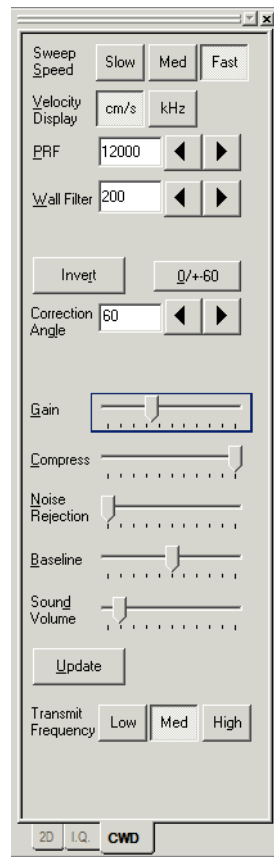 Sweep Speed Slow Med Fast
Velocity Display cm/s kHz
PRF 12000
Wall Filter 200
Invert 0/+-60
Correction Angle 60
Gain
Compress
Noise Rejection
Baseline
Sound Volume
Update
Transmit Frequency Low Med High
2D I.Q. CWD